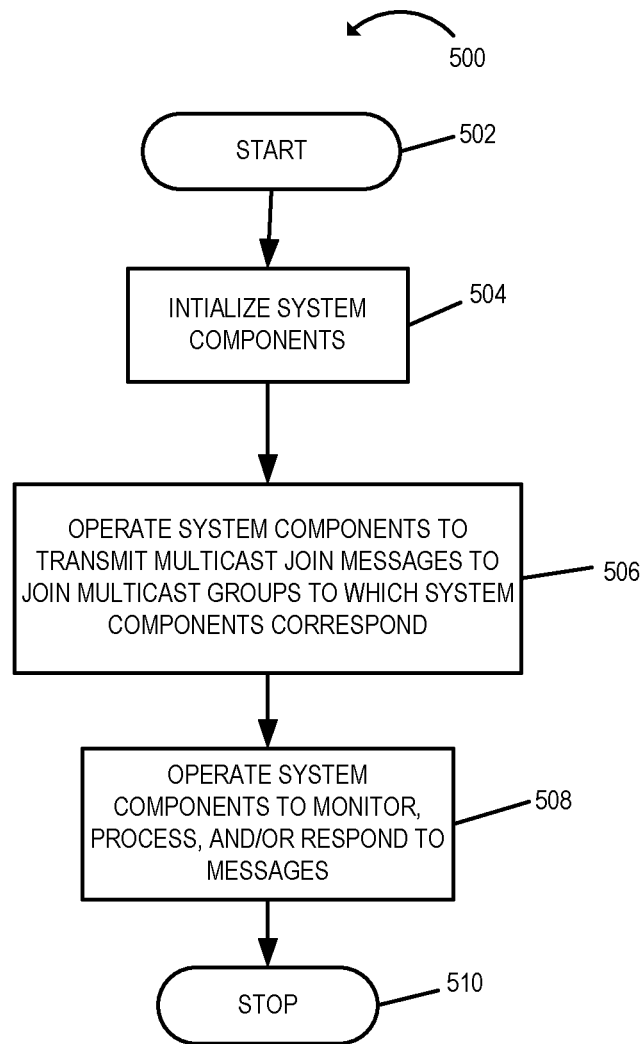 500
START
502
INTIALIZE SYSTEM
COMPONENTS
504
OPERATE SYSTEM COMPONENTS TO
TRANSMIT MULTICAST JOIN MESSAGES TO
JOIN MULTICAST GROUPS TO WHICH SYSTEM
COMPONENTS CORRESPOND
506
OPERATE SYSTEM
COMPONENTS TO MONITOR,
PROCESS, AND/OR RESPOND TO
MESSAGES
508
STOP
510